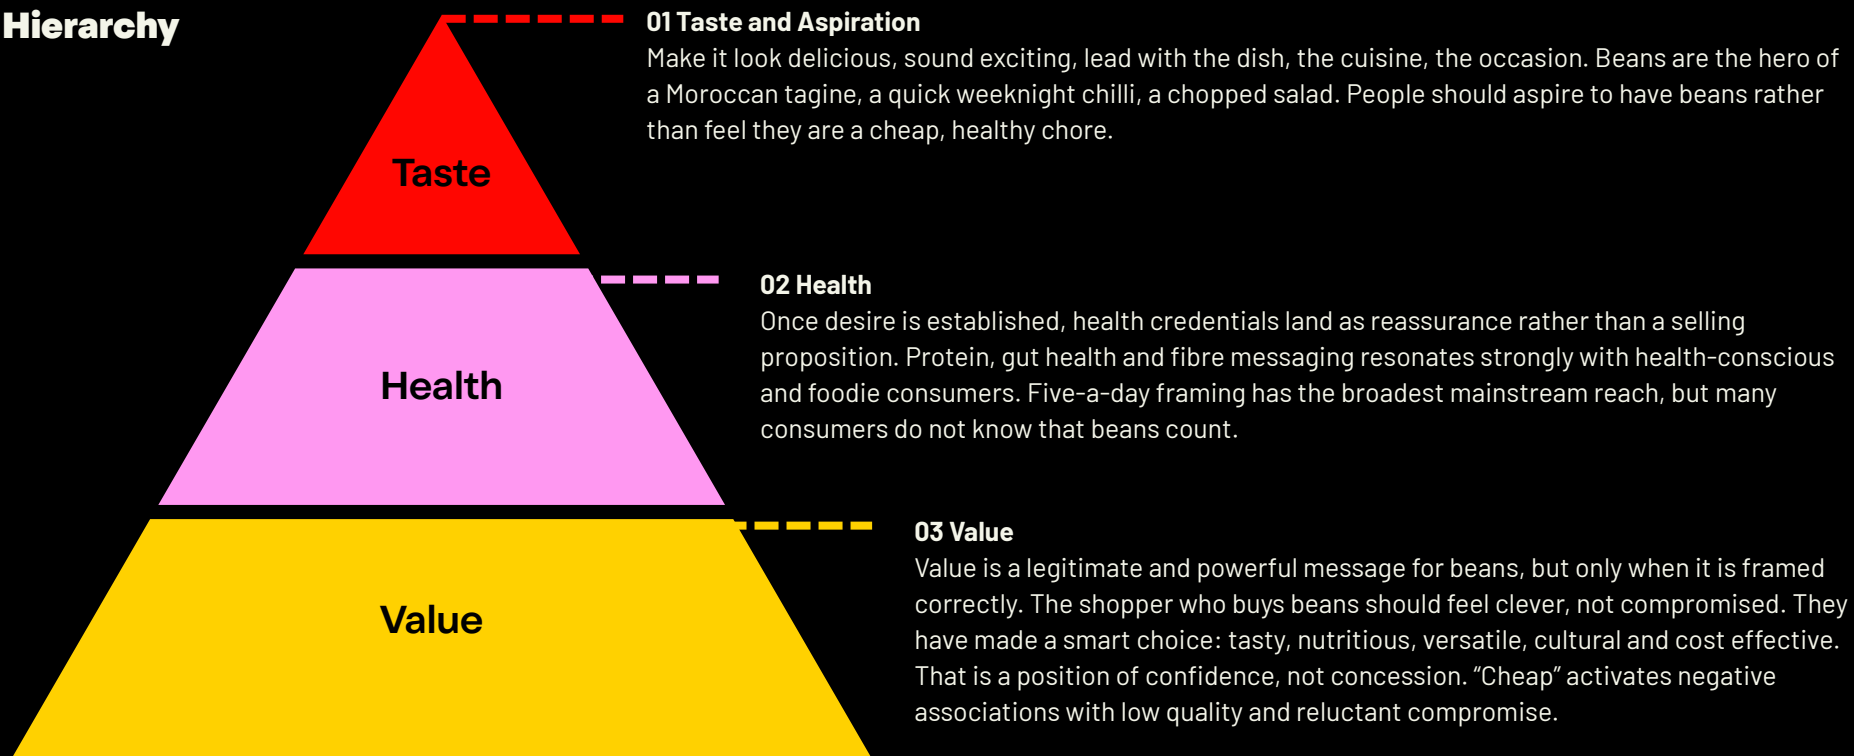 Hierarchy
01 Taste and Aspiration
Make it look delicious, sound exciting, lead with the dish, the cuisine, the occasion. Beans are the hero of
a Moroccan tagine, a quick weeknight chilli, a chopped salad. People should aspire to have beans rather
than feel they are a cheap, healthy chore.
Taste
02 Health
Once desire is established, health credentials land as reassurance rather than a selling
proposition. Protein, gut health and fibre messaging resonates strongly with health-conscious
and foodie consumers. Five-a-day framing has the broadest mainstream reach, but many
consumers do not know that beans count.
Health
03 Value
Value is a legitimate and powerful message for beans, but only when it is framed
correctly. The shopper who buys beans should feel clever, not compromised. They
have made a smart choice: tasty, nutritious, versatile, cultural and cost effective.
That is a position of confidence, not concession. “Cheap” activates negative
associations with low quality and reluctant compromise.
Value